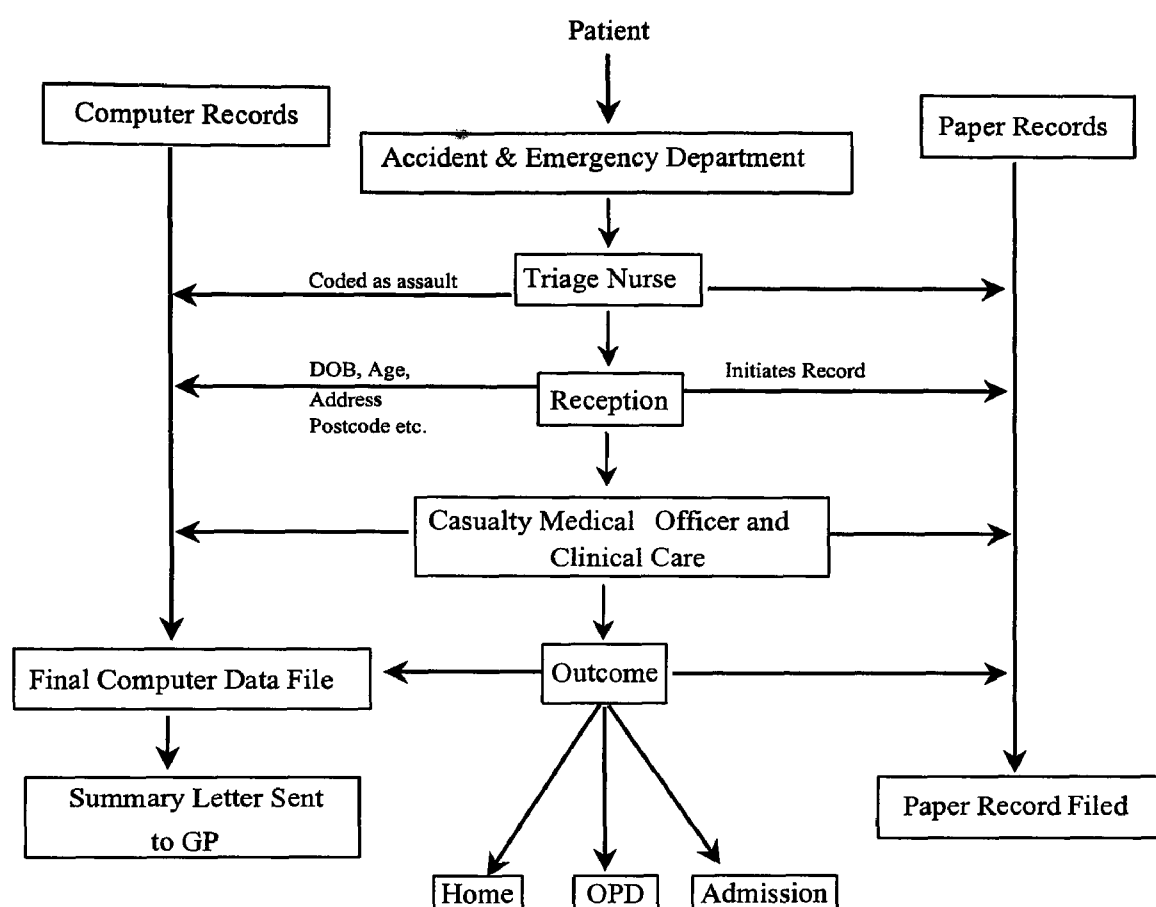 Patient
Computer Records
Paper Records
Accident & Emergency Department
Triage Nurse
Coded as assault
DOB, Age,
Address
Postcode etc.
Reception
Initiates Record
Casualty Medical Officer and
Clinical Care
Final Computer Data File
Outcome
Summary Letter Sent
to GP
Paper Record Filed
Home
OPD
Admission